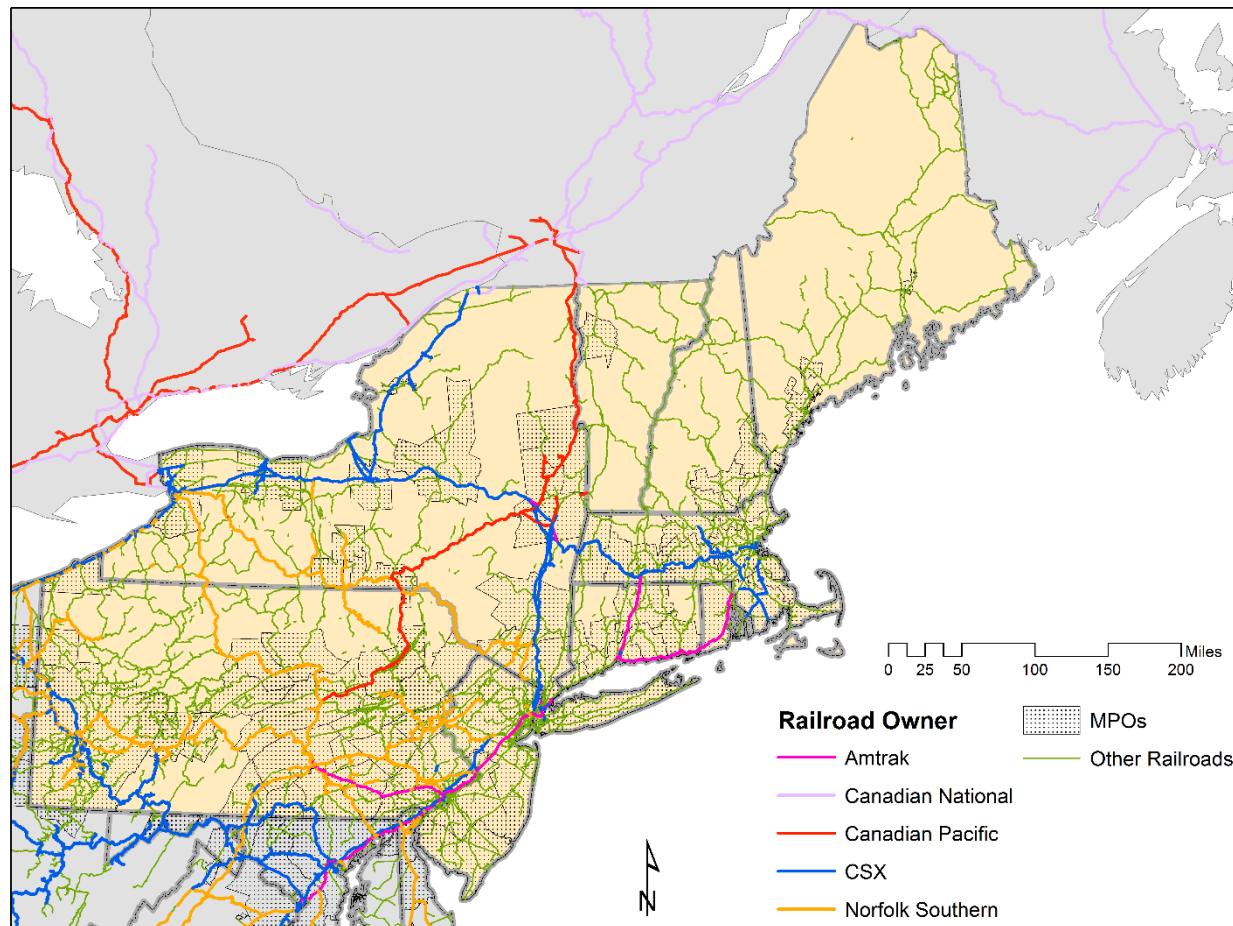 0 25 50 100 150 200 Miles
Railroad Owner
Amtrak
Canadian National
Canadian Pacific
CSX
Norfolk Southern
MPOs
Other Railroads
N